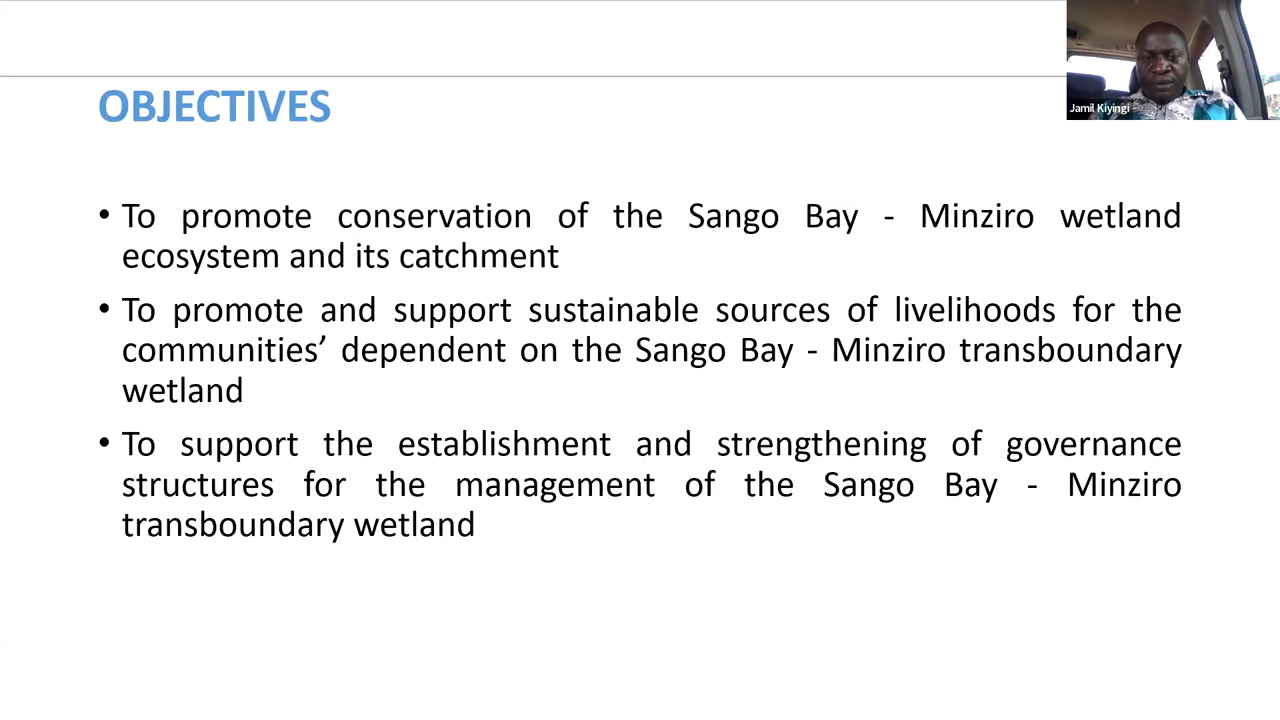 Jamil Kiyingi
OBJECTIVES
• To promote conservation of the Sango Bay - Minziro wetland
ecosystem and its catchment
• To promote and support sustainable sources of livelihoods for the
communities’ dependent on the Sango Bay - Minziro transboundary
wetland
• To support the establishment and strengthening of governance
structures for the management of the Sango Bay - Minziro
transboundary wetland